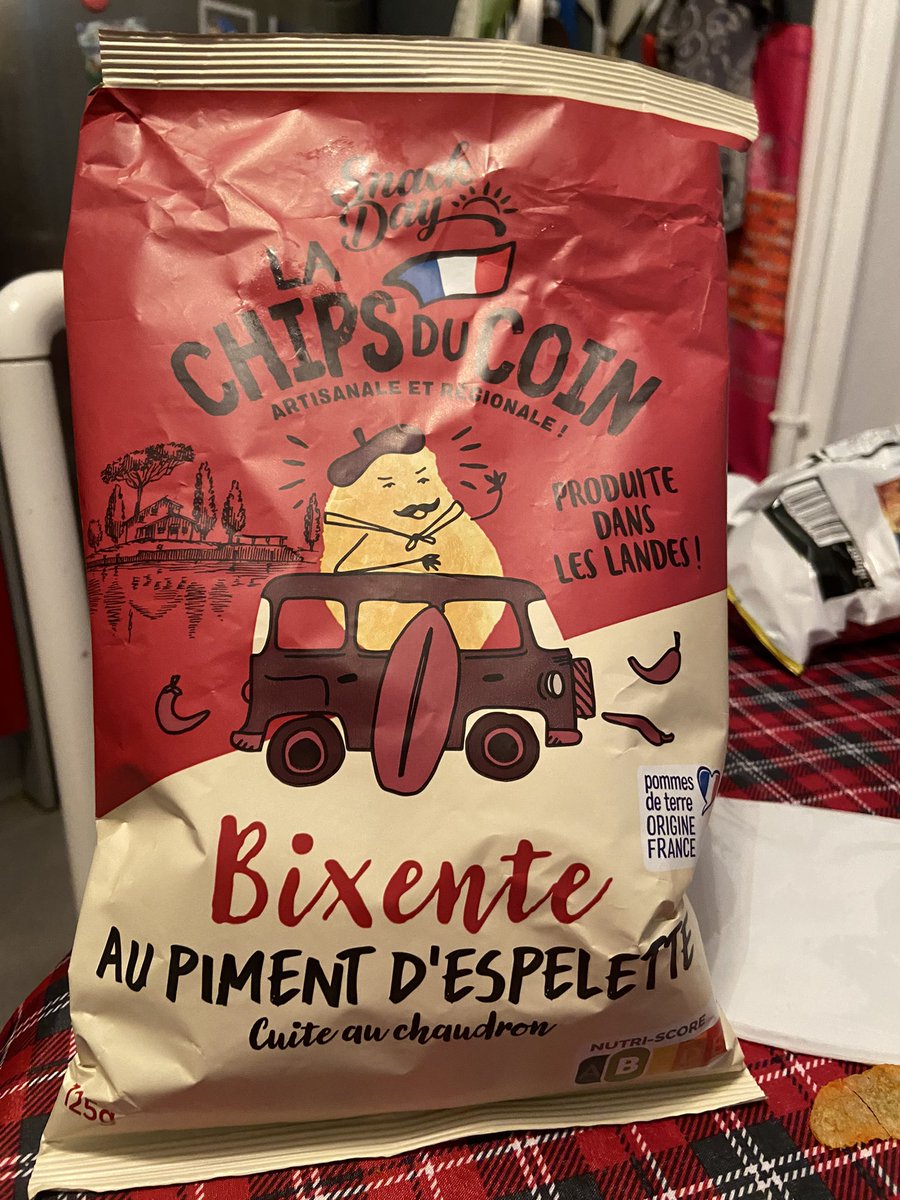 Snack
Day
LA
CHIPS DU COIN
ARTISANALE ET RÉGIONALE !
PRODUITE
DANS
LES LANDES !
pommes
de terre
ORIGINE
FRANCE
Bixente
AU PIMENT D'ESPELETTE
Cuite au chaudron
NUTRI-SCORE
A B
125g